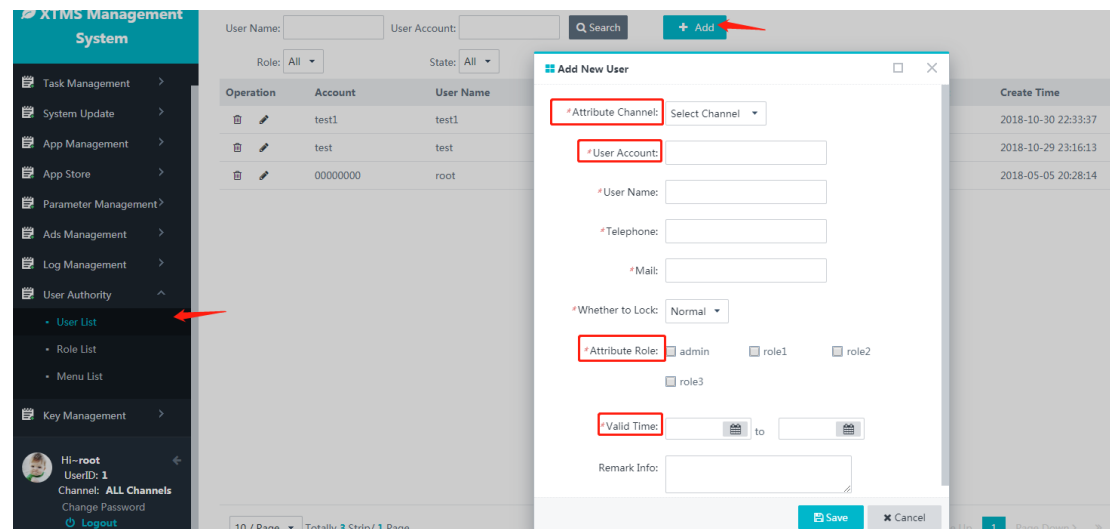 XTMS Management
System
User Name:
User Account:
Search
+ Add
Role: All
State: All
Task Management
System Update
App Management
App Store
Parameter Management
Ads Management
Log Management
User Authority
User List
Role List
Menu List
Key Management
Hi~root
UserID: 1
Channel: ALL Channels
Change Password
Logout
Operation Account User Name Create Time
test1 test1 2018-10-30 22:33:37
test test 2018-10-29 23:16:13
00000000 root 2018-05-05 20:28:14
Add New User
*Attribute Channel: Select Channel
*User Account:
*User Name:
*Telephone:
*Mail:
*Whether to Lock: Normal
*Attribute Role: admin role1 role2
role3
*Valid Time: to
Remark Info:
Save
Cancel
10 / Page Totally 3 Strip/ 1 Page
Up 1 Page Down